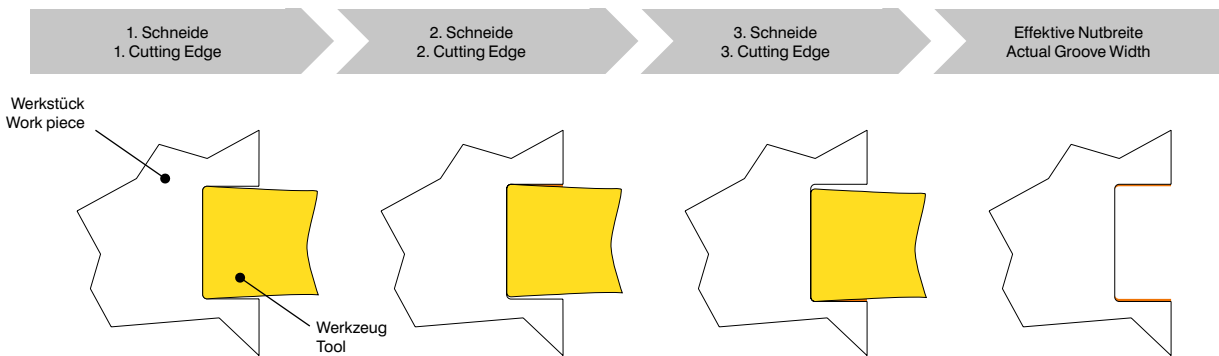 1. Schneide
1. Cutting Edge
2. Schneide
2. Cutting Edge
3. Schneide
3. Cutting Edge
Effektive Nutbreite
Actual Groove Width
Werkstück
Work piece
Werkzeug
Tool